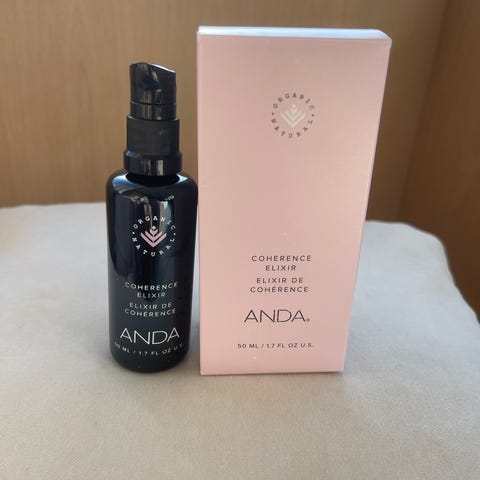 ORGANIC
NATURAL
COHERENCE
ELIXIR
ELIXIR DE
COHÉRENCE
ANDA
50 ML / 1.7 FL OZ U.S.
ORGANIC
NATURAL
COHERENCE
ELIXIR
ELIXIR DE
COHÉRENCE
ANDA®
50 ML / 1.7 FL OZ U.S.